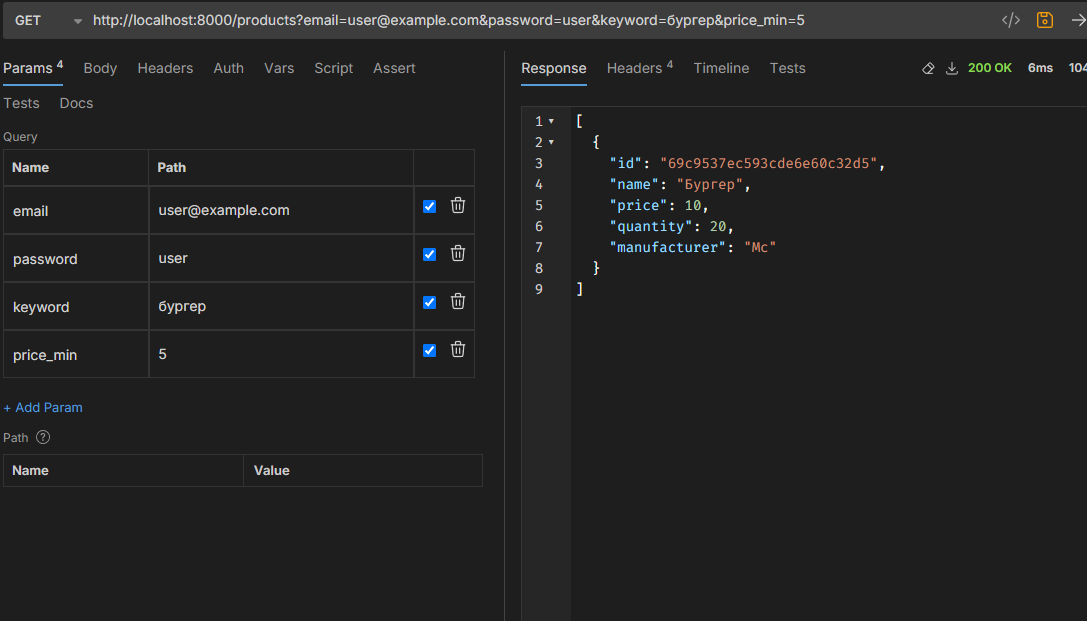 GET http://localhost:8000/products?email=user@example.com&password=user&keyword=бургер&price_min=5
Params 4 Body Headers Auth Vars Script Assert
Tests Docs
Query
Name Path
email user@example.com
password user
keyword бургер
price_min 5
+ Add Param
Path ?
Name Value
Response Headers 4 Timeline Tests 200 OK 6ms 104
1 [
2 {
3 "id": "69c9537ec593cde6e60c32d5",
4 "name": "Бургер",
5 "price": 10,
6 "quantity": 20,
7 "manufacturer": "Мс"
8 }
9 ]